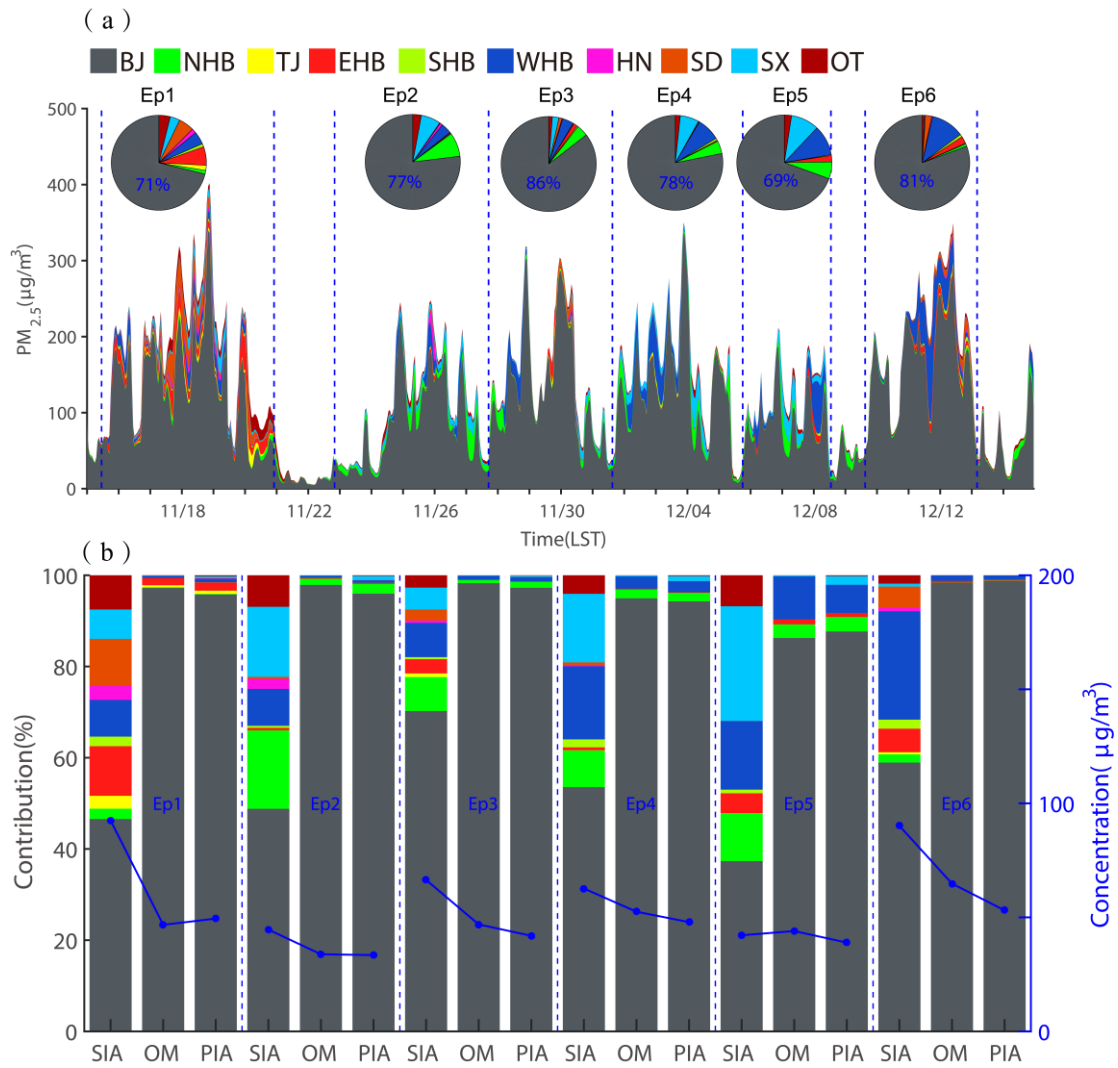 ( a )
BJ NHB TJ EHB SHB WHB HN SD SX OT
Ep1 Ep2 Ep3 Ep4 Ep5 Ep6
500
400
300
200
100
0
PM2.5(μg/m³)
71% 77% 86% 78% 69% 81%
11/18 11/22 11/26 11/30 12/04 12/08 12/12
Time(LST)
( b )
100
80
60
40
20
0
Contribution(%)
Ep1 Ep2 Ep3 Ep4 Ep5 Ep6
200
100
0
Concentration( μg/m³)
SIA OM PIA SIA OM PIA SIA OM PIA SIA OM PIA SIA OM PIA SIA OM PIA